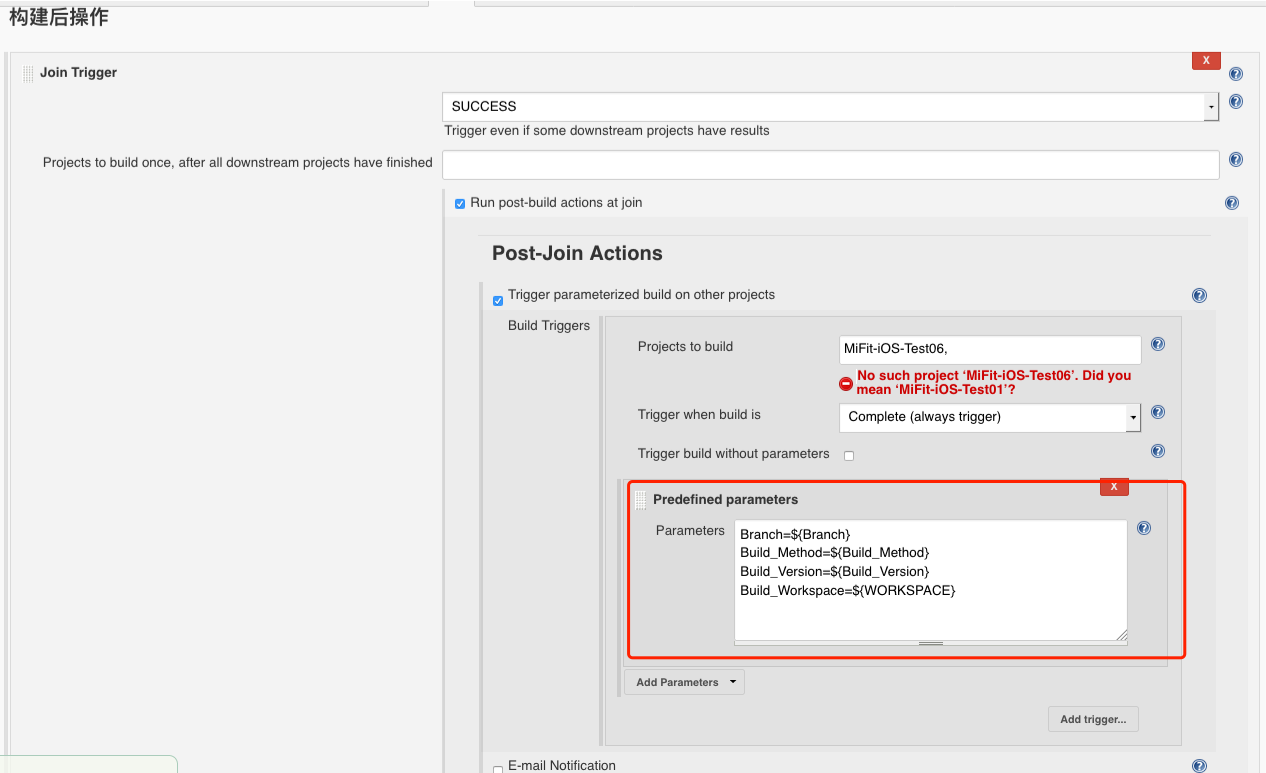 构建后操作
X
Join Trigger
SUCCESS
Trigger even if some downstream projects have results
Projects to build once, after all downstream projects have finished
Run post-build actions at join
Post-Join Actions
Trigger parameterized build on other projects
Build Triggers
Projects to build
MiFit-iOS-Test06,
No such project ‘MiFit-iOS-Test06’. Did you
mean ‘MiFit-iOS-Test01’?
Trigger when build is
Complete (always trigger)
Trigger build without parameters
X
Predefined parameters
Parameters
Branch=${Branch}
Build_Method=${Build_Method}
Build_Version=${Build_Version}
Build_Workspace=${WORKSPACE}
Add Parameters
Add trigger...
E-mail Notification